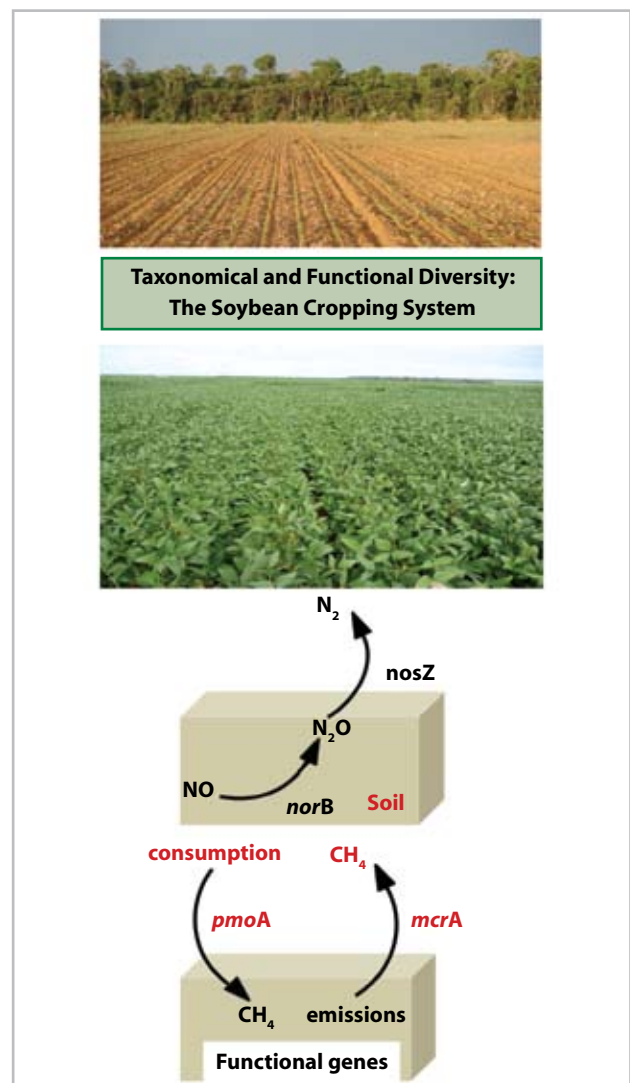 Taxonomical and Functional Diversity:
The Soybean Cropping System
N₂
nosZ
N₂O
NO
norB
Soil
consumption
CH₄
pmoA
mcrA
CH₄
emissions
Functional genes